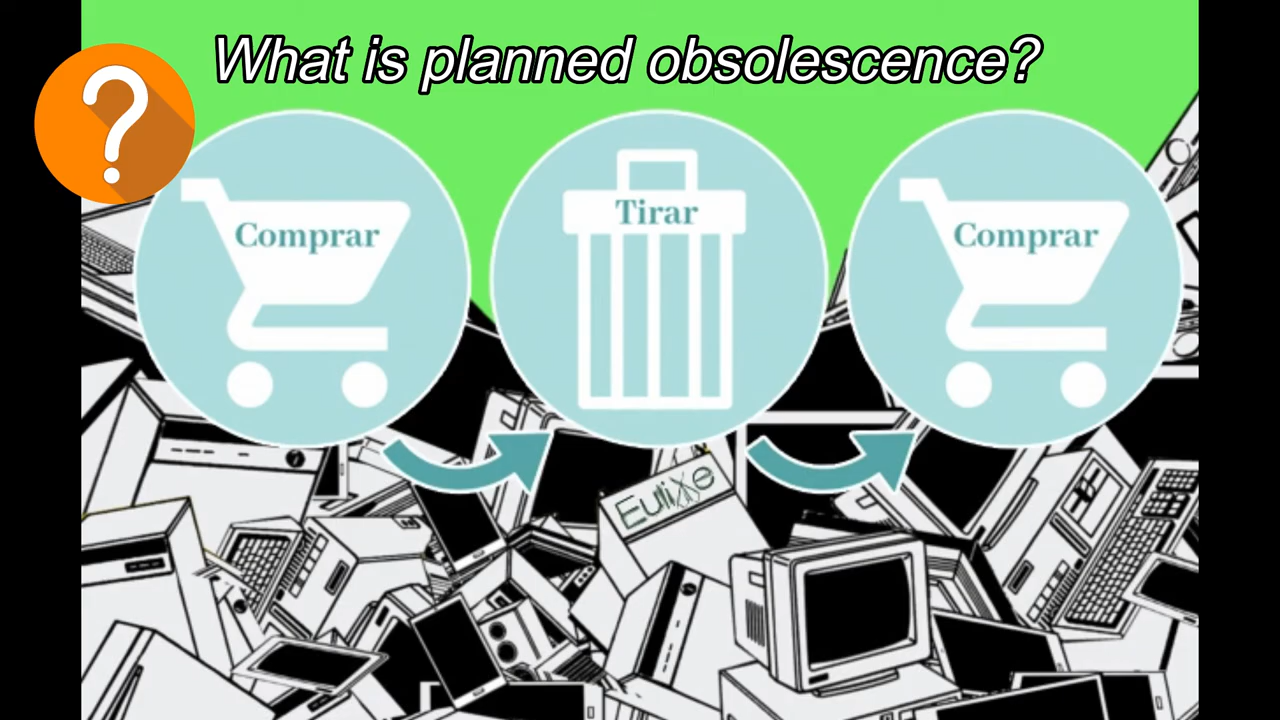 What is planned obsolescence?
?
Comprar
Tirar
Comprar
Eulixe